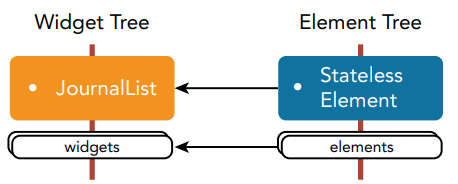 Widget Tree
Element Tree
• JournalList
• Stateless
Element
widgets
elements